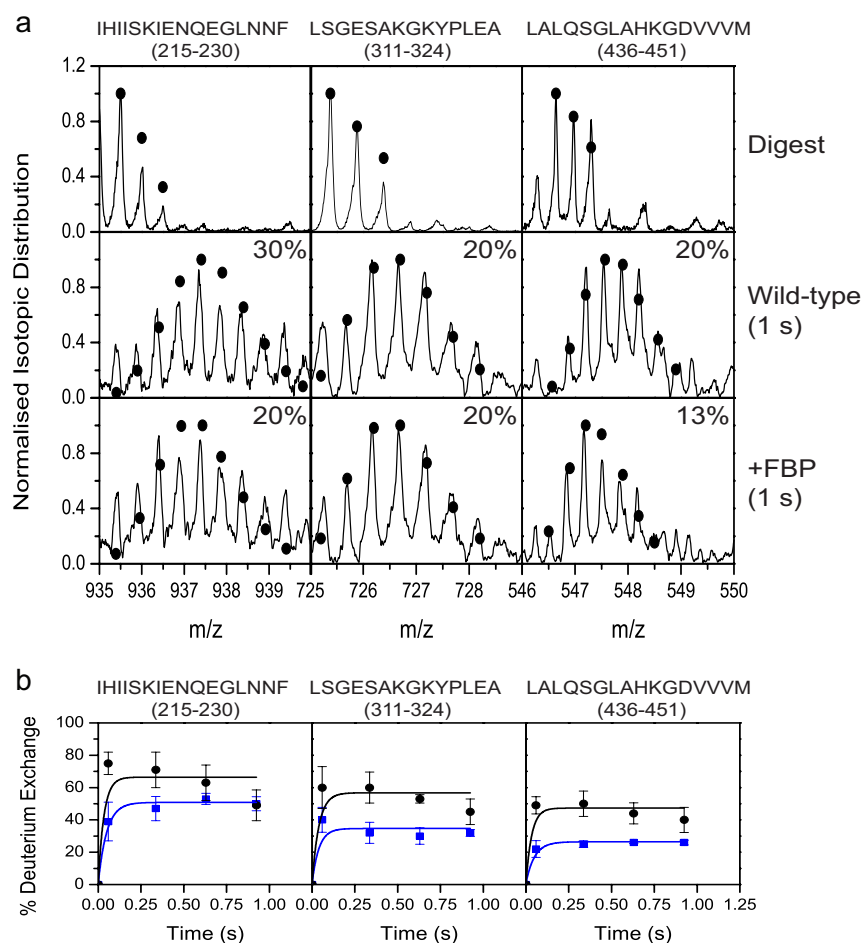 a
IHIISKIENQEGLNNF LSGESAKGKYPLEA LALQSGLAHKGDVVVM
(215-230) (311-324) (436-451)
Normalised Isotopic Distribution
1.2
0.8
0.4
0.0
Digest
30% 20% 20%
0.8
0.4
0.0
Wild-type
(1 s)
20% 20% 13%
0.8
0.4
0.0
+FBP
(1 s)
935 936 937 938 939 725 726 727 728 546 547 548 549 550
m/z m/z m/z
b
IHIISKIENQEGLNNF LSGESAKGKYPLEA LALQSGLAHKGDVVVM
(215-230) (311-324) (436-451)
% Deuterium Exchange
100
80
60
40
20
0
0.00 0.25 0.50 0.75 1.00 0.00 0.25 0.50 0.75 1.00 0.00 0.25 0.50 0.75 1.00 1.25
Time (s) Time (s) Time (s)